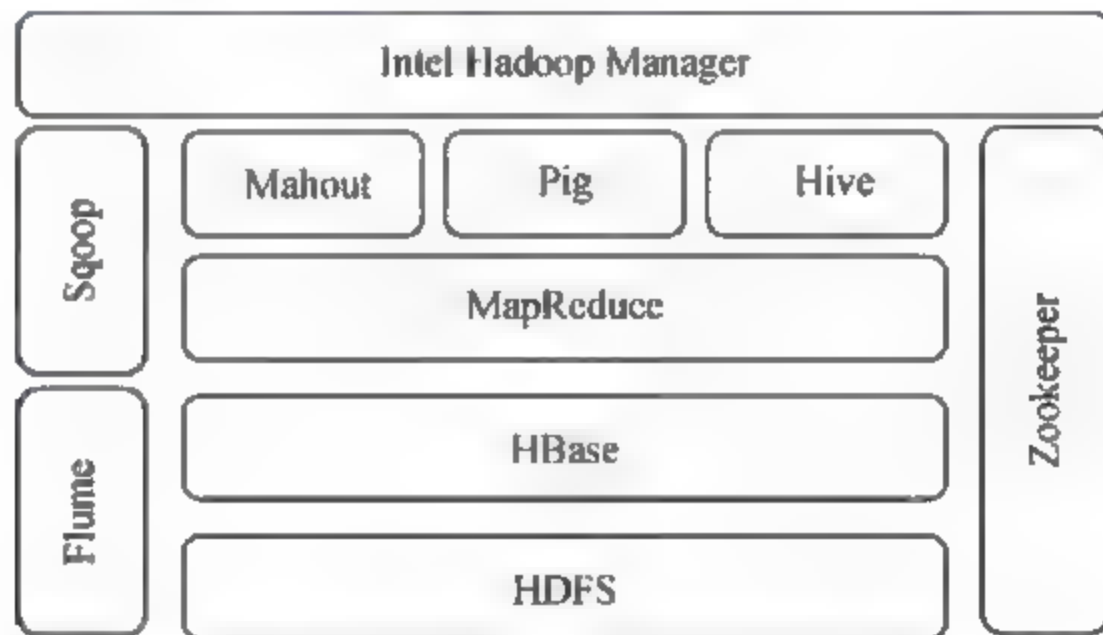 Intel Hadoop Manager
Sqoop
Mahout
Pig
Hive
MapReduce
Zookeeper
Flume
HBase
HDFS